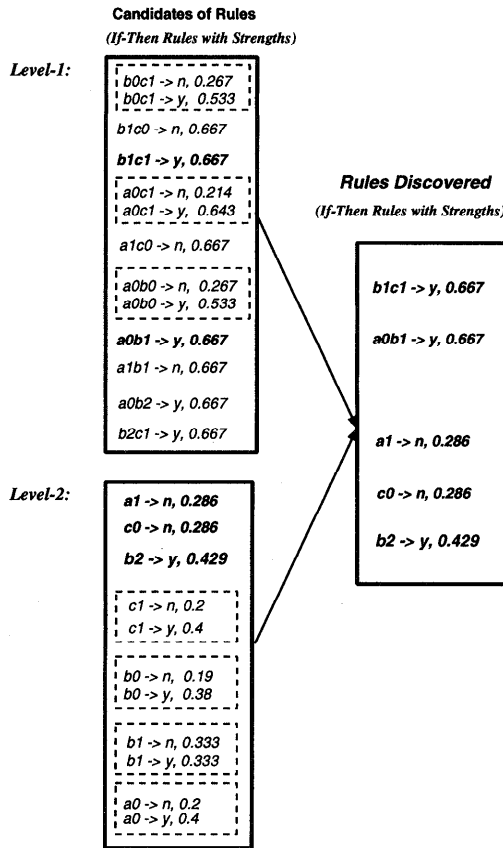 Candidates of Rules
(If-Then Rules with Strengths)
Level-1:
b0c1 -> n, 0.267
b0c1 -> y, 0.533
b1c0 -> n, 0.667
b1c1 -> y, 0.667
a0c1 -> n, 0.214
a0c1 -> y, 0.643
a1c0 -> n, 0.667
a0b0 -> n, 0.267
a0b0 -> y, 0.533
a0b1 -> y, 0.667
a1b1 -> n, 0.667
a0b2 -> y, 0.667
b2c1 -> y, 0.667
Level-2:
a1 -> n, 0.286
c0 -> n, 0.286
b2 -> y, 0.429
c1 -> n, 0.2
c1 -> y, 0.4
b0 -> n, 0.19
b0 -> y, 0.38
b1 -> n, 0.333
b1 -> y, 0.333
a0 -> n, 0.2
a0 -> y, 0.4
Rules Discovered
(If-Then Rules with Strengths)
b1c1 -> y, 0.667
a0b1 -> y, 0.667
a1 -> n, 0.286
c0 -> n, 0.286
b2 -> y, 0.429